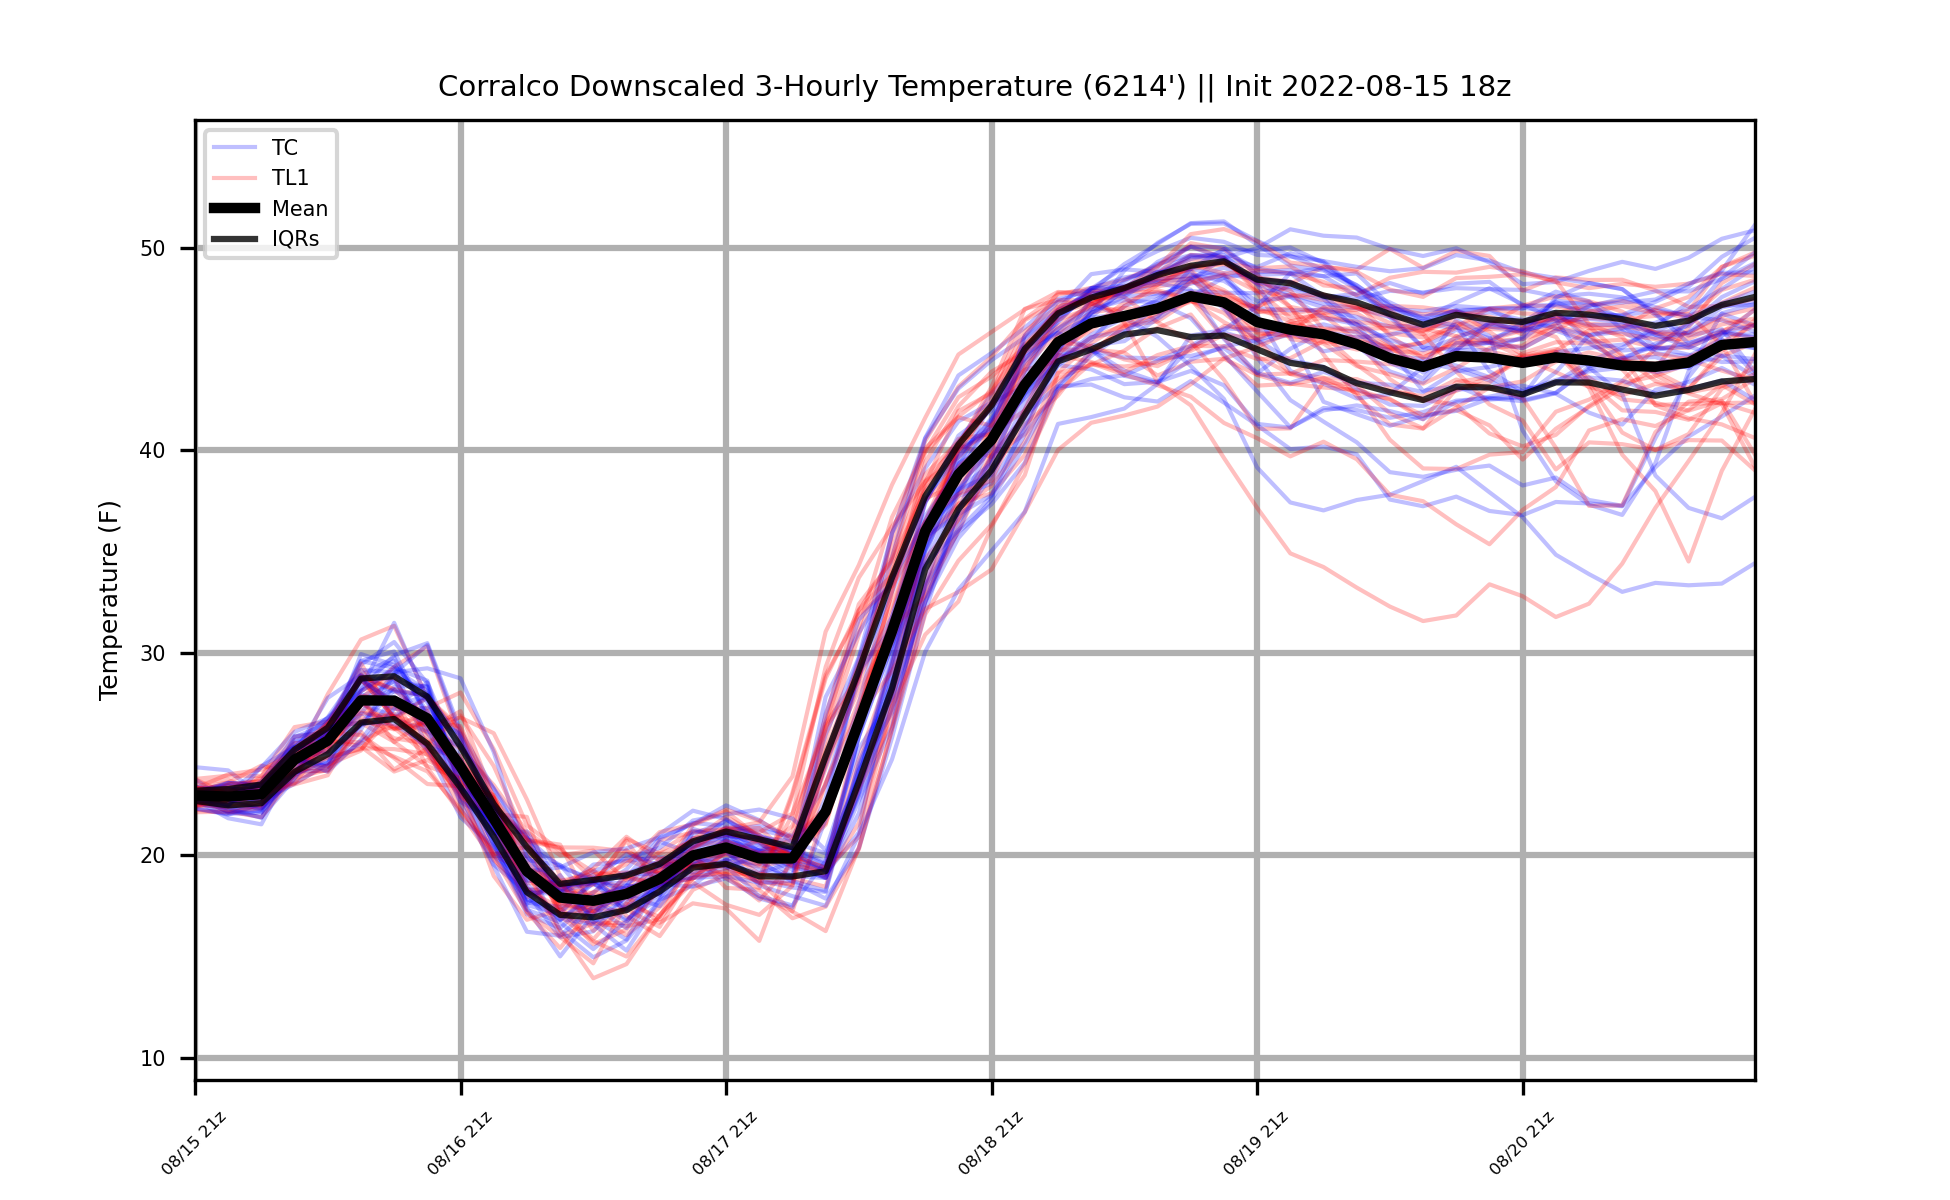 Corralco Downscaled 3-Hourly Temperature (6214') || Init 2022-08-15 18z
TC
TL1
Mean
IQRs
Temperature (F)
50
40
30
20
10
08/15 21z
08/16 21z
08/17 21z
08/18 21z
08/19 21z
08/20 21z